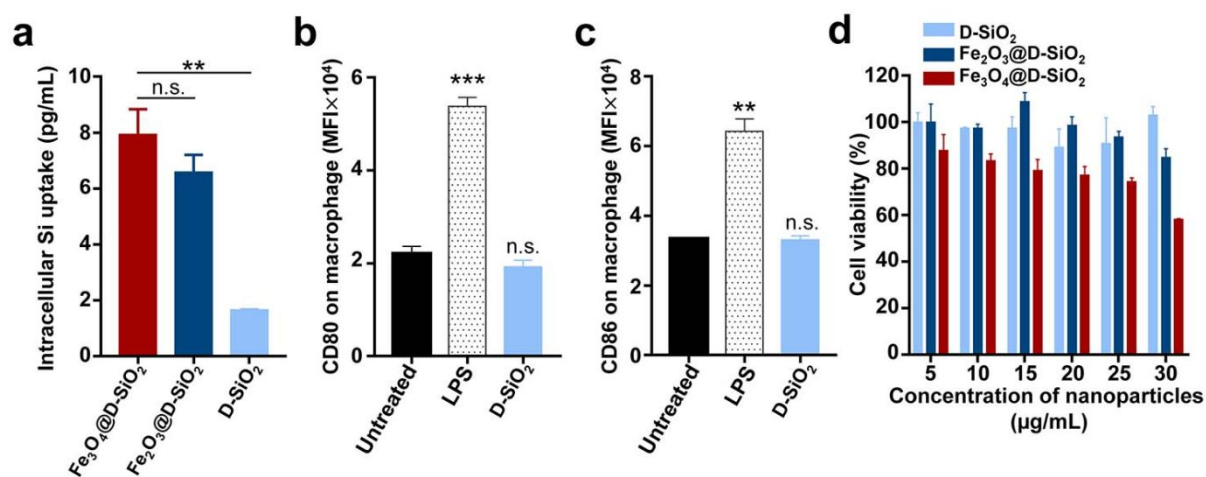 a
Intracellular Si uptake (pg/mL)
10
8
6
4
2
0
**
n.s.
Fe₃O₄@D-SiO₂
Fe₂O₃@D-SiO₂
D-SiO₂
b
CD80 on macrophage (MFI×10⁴)
6
4
2
0
***
n.s.
Untreated
LPS
D-SiO₂
c
CD86 on macrophage (MFI×10⁴)
8
6
4
2
0
**
n.s.
Untreated
LPS
D-SiO₂
d
D-SiO₂
Fe₂O₃@D-SiO₂
Fe₃O₄@D-SiO₂
Cell viability (%)
120
100
80
60
40
20
0
5 10 15 20 25 30
Concentration of nanoparticles
(µg/mL)